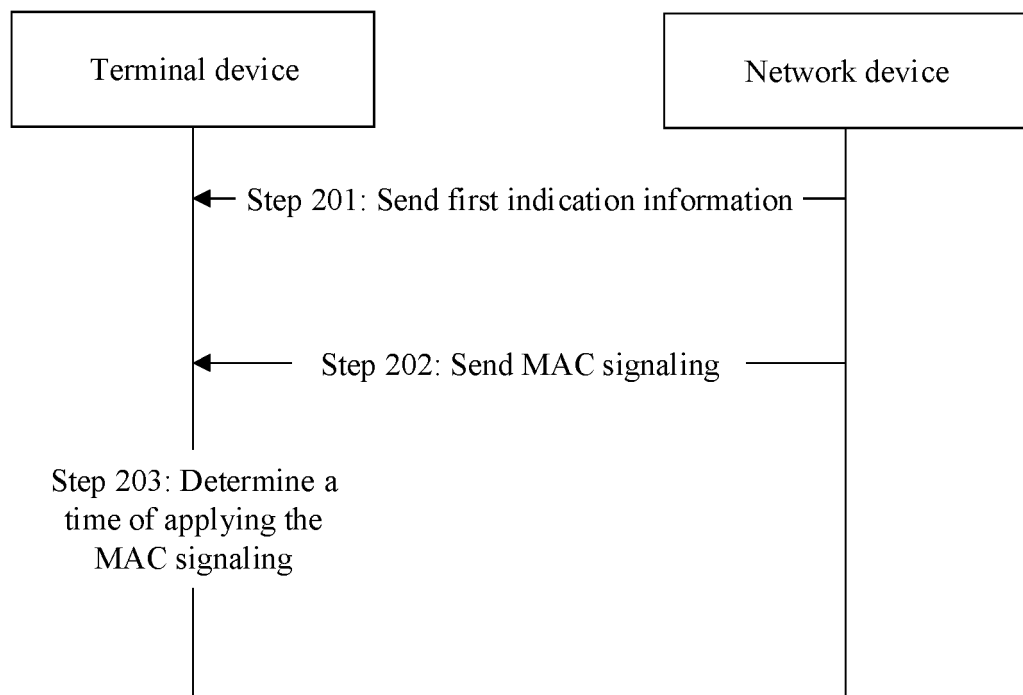 Terminal device
Network device
Step 201: Send first indication information
Step 202: Send MAC signaling
Step 203: Determine a
time of applying the
MAC signaling